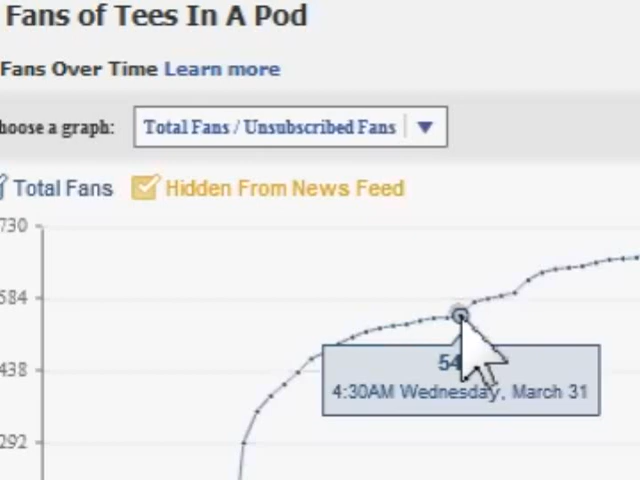 Fans of Tees In A Pod
Fans Over Time Learn more
hoose a graph:
Total Fans / Unsubscribed Fans
Total Fans
Hidden From News Feed
730
584
438
292
4:30AM Wednesday, March 31